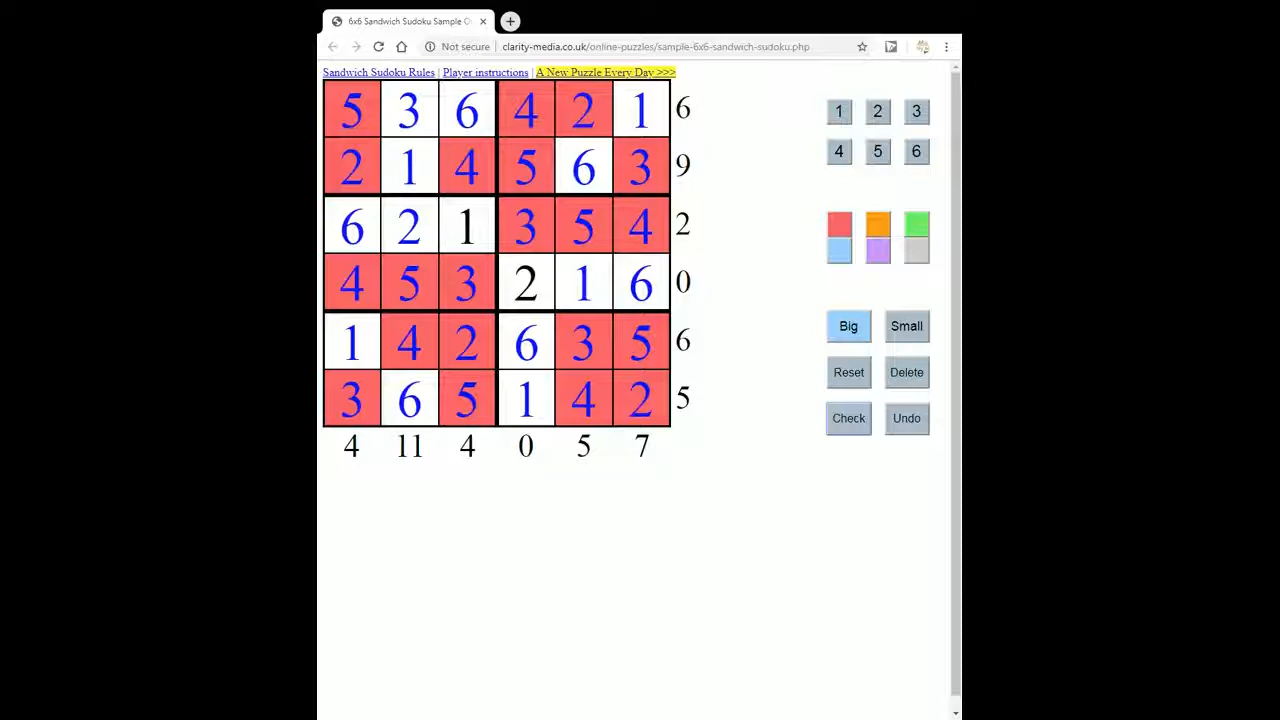 6x6 Sandwich Sudoku Sample O
Not secure | clarity-media.co.uk/online-puzzles/sample-6x6-sandwich-sudoku.php
Sandwich Sudoku Rules | Player instructions | A New Puzzle Every Day >>>
5 3 6 4 2 1 6
2 1 4 5 6 3 9
6 2 1 3 5 4 2
4 5 3 2 1 6 0
1 4 2 6 3 5 6
3 6 5 1 4 2 5
4 11 4 0 5 7
1 2 3
4 5 6
Big Small
Reset Delete
Check Undo